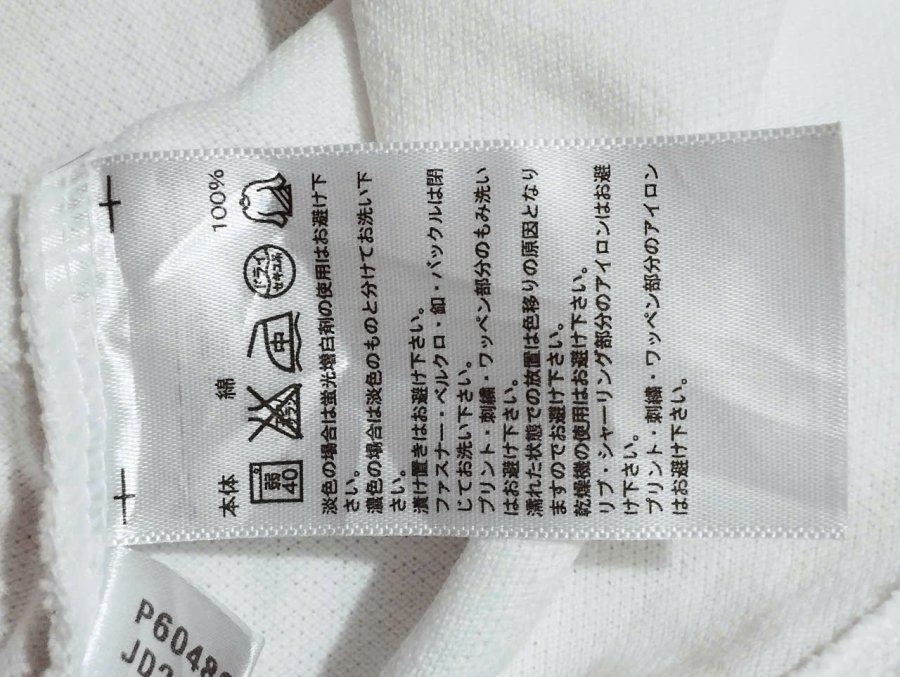 本体 綿 100%
弱 40 エンソサラシ 中 ドライ セキユ系
淡色の場合は蛍光増白剤の使用はお避け下
さい。
濃色の場合は淡色のものと分けてお洗い下
さい。
漬け置きはお避け下さい。
ファスナー・ベルクロ・釦・バックルは閉
じてお洗い下さい。
プリント・刺繍・ワッペン部分のもみ洗い
はお避け下さい。
濡れた状態での放置は色移りの原因となり
ますのでお避け下さい。
乾燥機の使用はお避け下さい。
リブ・シャーリング部分のアイロンはお避
け下さい。
プリント・刺繍・ワッペン部分のアイロン
はお避け下さい。
P6048
JD2